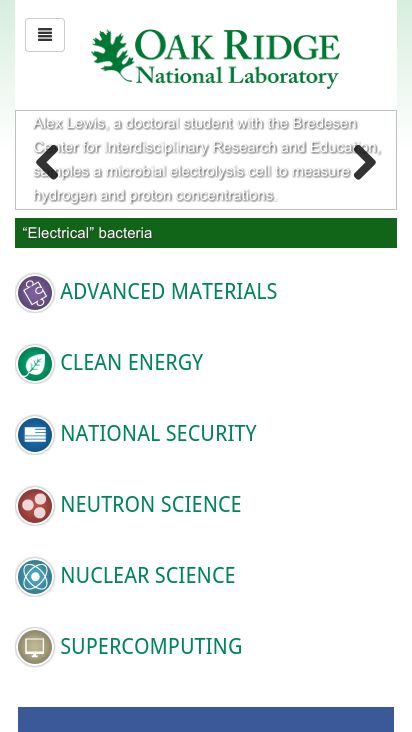 OAK RIDGE
National Laboratory
Alex Lewis, a doctoral student with the Bredesen
Center for Interdisciplinary Research and Education,
samples a microbial electrolysis cell to measure
hydrogen and proton concentrations.
“Electrical” bacteria
ADVANCED MATERIALS
CLEAN ENERGY
NATIONAL SECURITY
NEUTRON SCIENCE
NUCLEAR SCIENCE
SUPERCOMPUTING